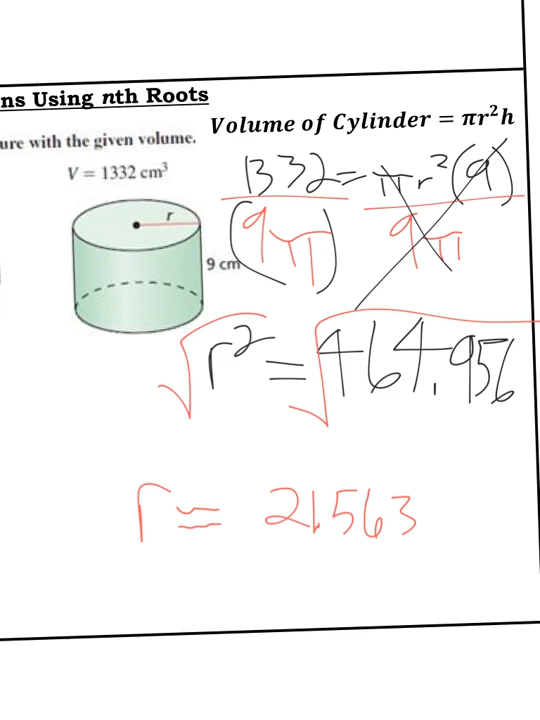 ns Using nth Roots
ure with the given volume.
Volume of Cylinder = πr²h
V = 1332 cm³
1332 = πr²(9)
(9π) 9π
r
9 cm
√r² = √464.956
r ≈ 21.563